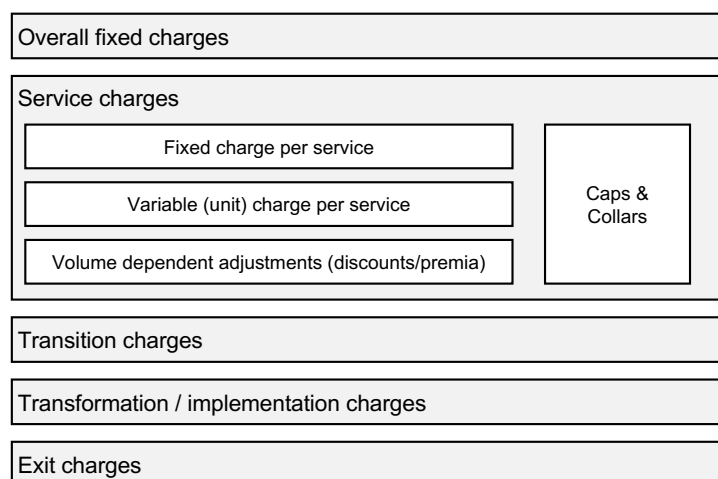 Overall fixed charges
Service charges
Fixed charge per service
Variable (unit) charge per service
Volume dependent adjustments (discounts/premia)
Caps &
Collars
Transition charges
Transformation / implementation charges
Exit charges